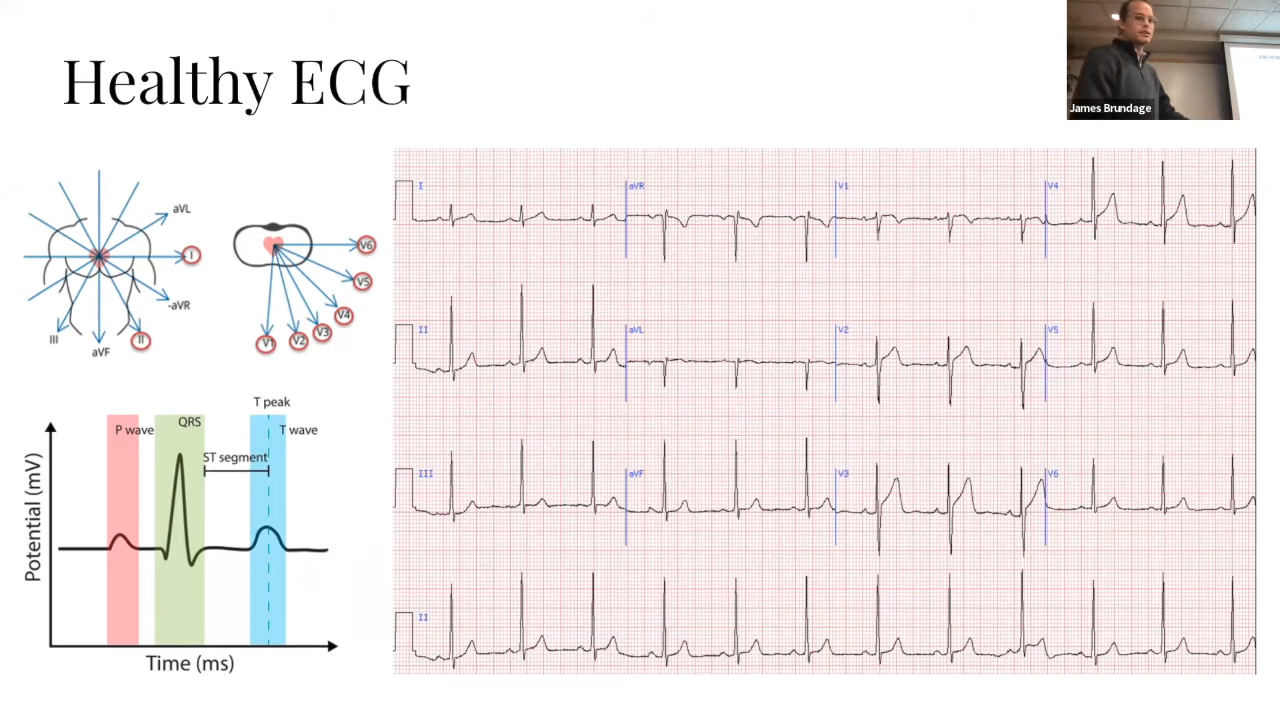 Healthy ECG
James Brundage
aVL
I
-aVR
II
aVF
III
V6
V5
V4
V3
V2
V1
T peak
QRS
P wave
T wave
ST segment
Potential (mV)
Time (ms)
I
aVR
V1
V4
II
aVL
V2
V5
III
aVF
V3
V6
II